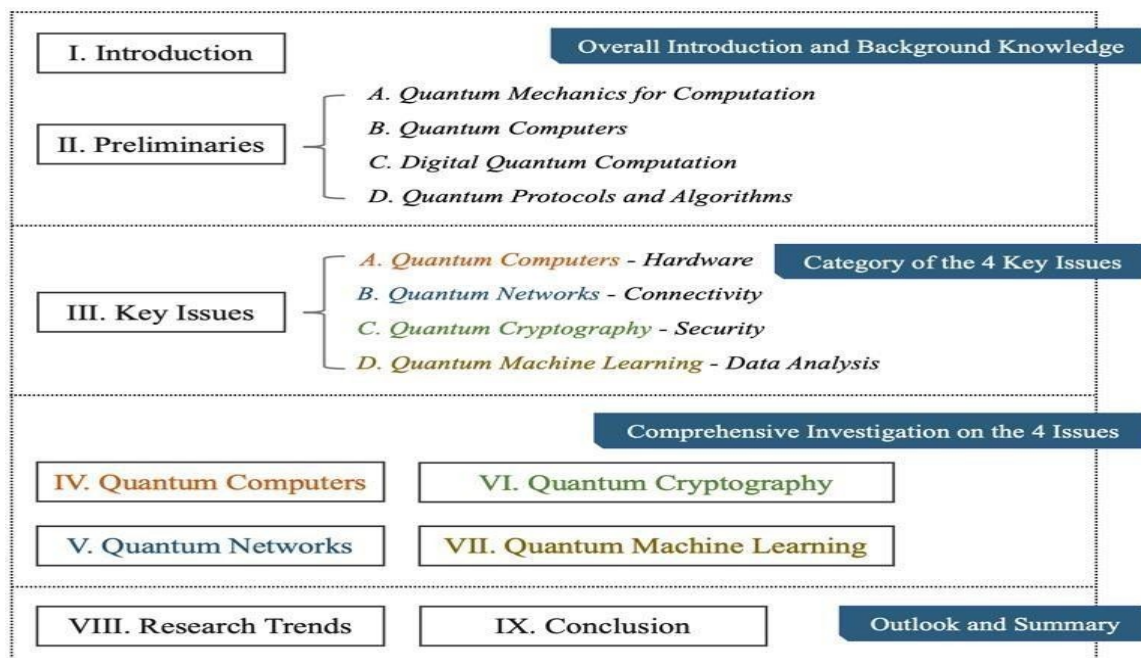 I. Introduction
Overall Introduction and Background Knowledge
II. Preliminaries
A. Quantum Mechanics for Computation
B. Quantum Computers
C. Digital Quantum Computation
D. Quantum Protocols and Algorithms
Category of the 4 Key Issues
III. Key Issues
A. Quantum Computers - Hardware
B. Quantum Networks - Connectivity
C. Quantum Cryptography - Security
D. Quantum Machine Learning - Data Analysis
Comprehensive Investigation on the 4 Issues
IV. Quantum Computers
VI. Quantum Cryptography
V. Quantum Networks
VII. Quantum Machine Learning
VIII. Research Trends
IX. Conclusion
Outlook and Summary